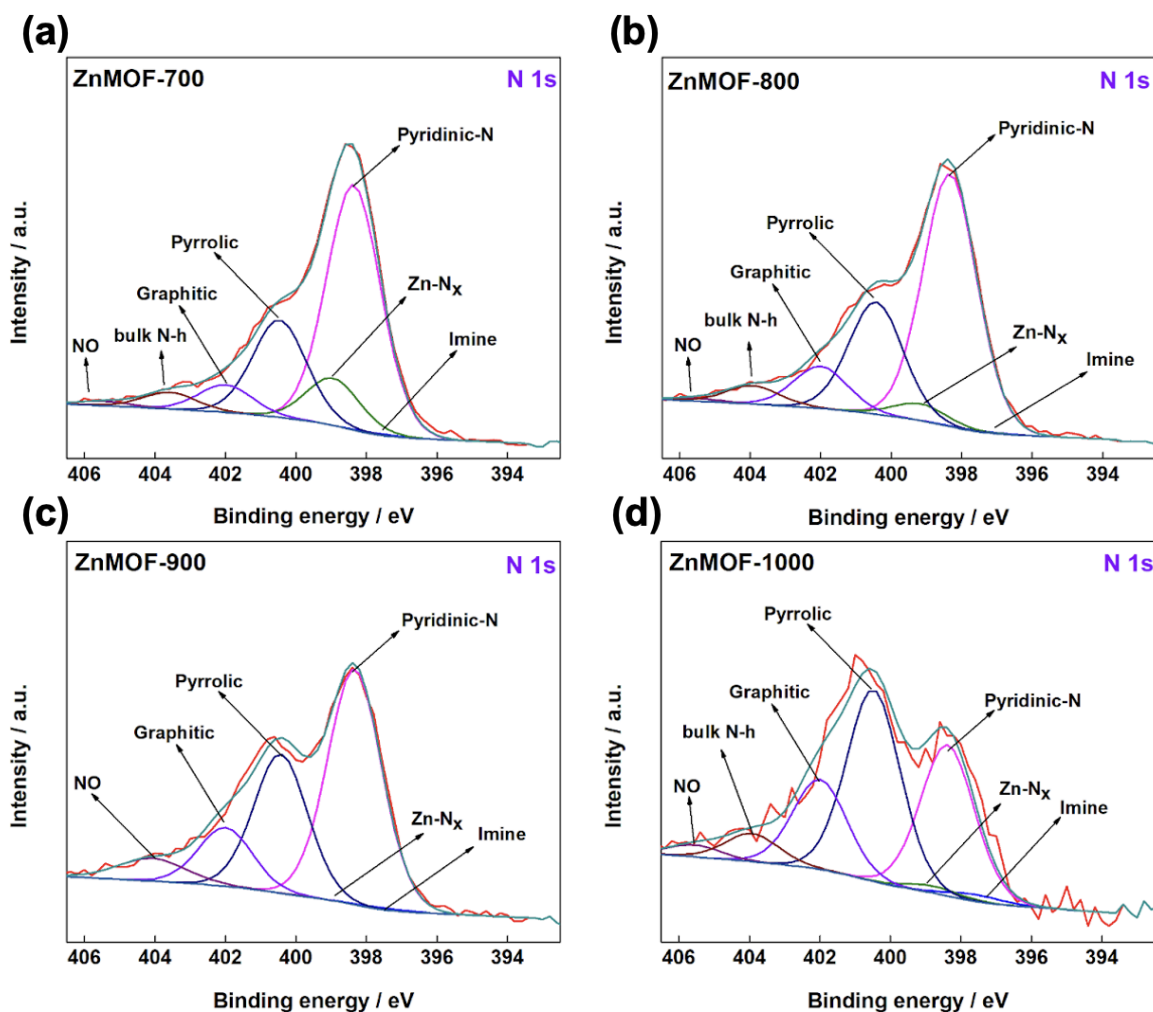 (a)
ZnMOF-700
N 1s
Pyridinic-N
Pyrrolic
Graphitic
Zn-Nx
bulk N-h
NO
Imine
Intensity / a.u.
406 404 402 400 398 396 394
Binding energy / eV
(b)
ZnMOF-800
N 1s
Pyridinic-N
Pyrrolic
Graphitic
bulk N-h
Zn-Nx
NO
Imine
Intensity / a.u.
406 404 402 400 398 396 394
Binding energy / eV
(c)
ZnMOF-900
N 1s
Pyridinic-N
Pyrrolic
Graphitic
NO
Zn-Nx
Imine
Intensity / a.u.
406 404 402 400 398 396 394
Binding energy / eV
(d)
ZnMOF-1000
N 1s
Pyrrolic
Graphitic
Pyridinic-N
bulk N-h
NO
Zn-Nx
Imine
Intensity / a.u.
406 404 402 400 398 396 394
Binding energy / eV